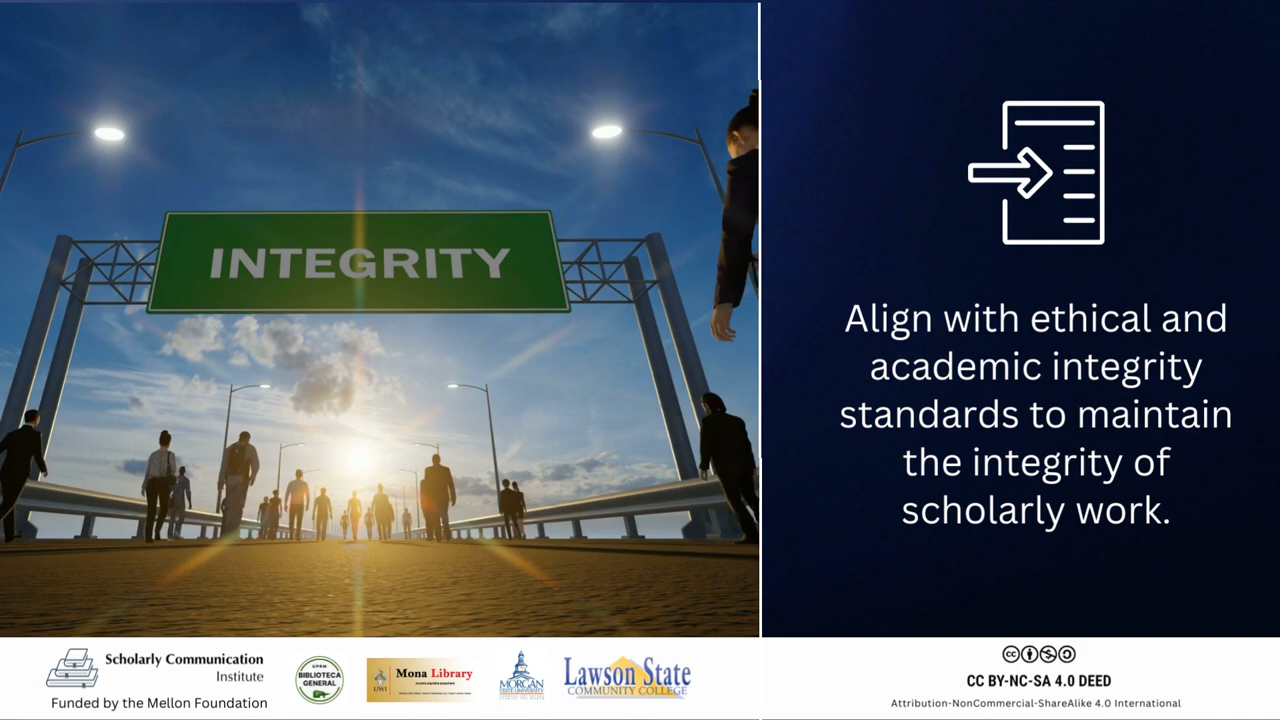 INTEGRITY
Align with ethical and
academic integrity
standards to maintain
the integrity of
scholarly work.
Scholarly Communication
Institute
Funded by the Mellon Foundation
UPRM
BIBLIOTECA
GENERAL
UWI
Mona Library
MORGAN
STATE UNIVERSITY
Lawson State
COMMUNITY COLLEGE
CC BY-NC-SA 4.0 DEED
Attribution-NonCommercial-ShareAlike 4.0 International